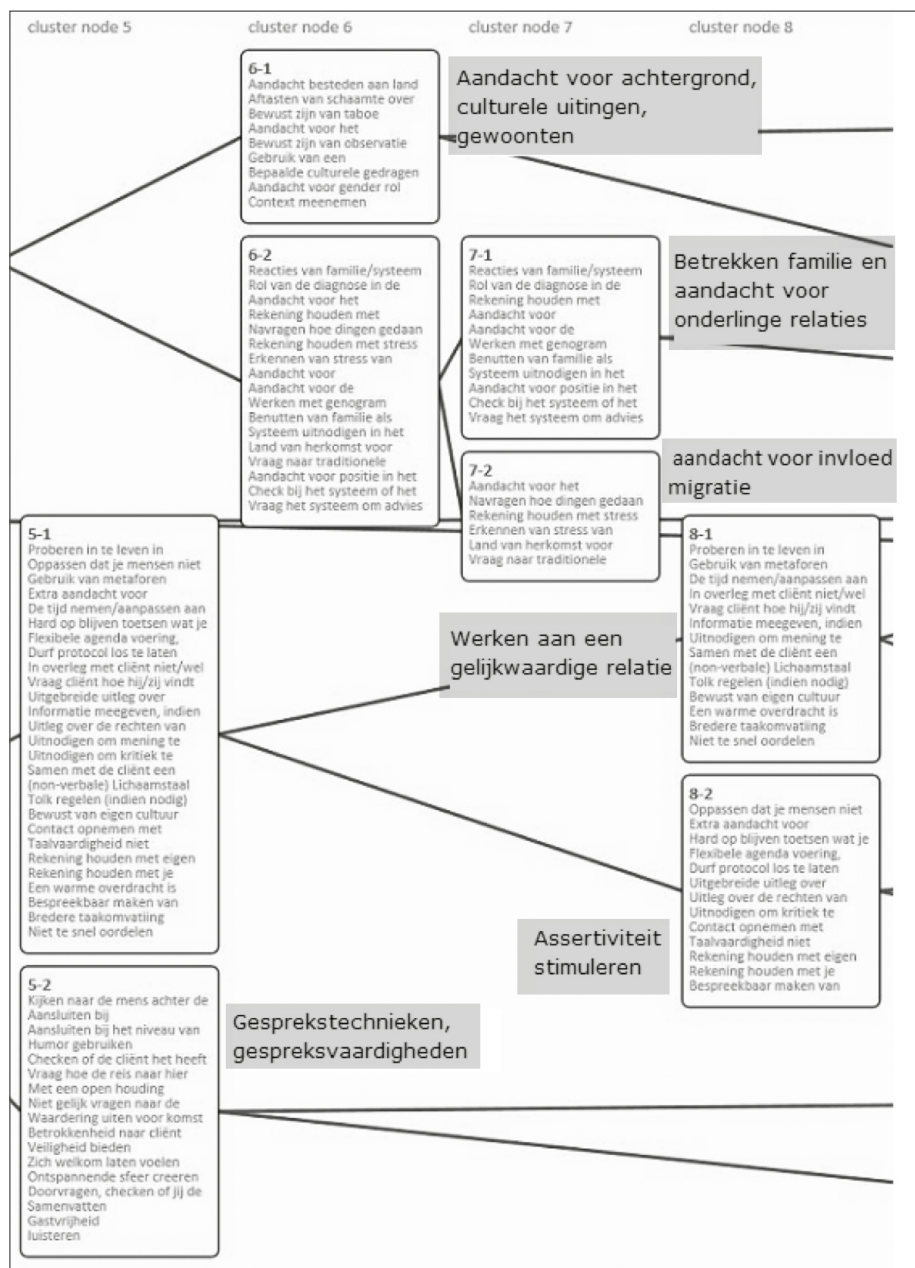 cluster node 5
cluster node 6
cluster node 7
cluster node 8
6-1
Aandacht besteden aan land
Aftasten van schaamte over
Bewust zijn van taboe
Aandacht voor het
Bewust zijn van observatie
Gebruik van een
Bepaalde culturele gedragen
Aandacht voor gender rol
Context meenemen
Aandacht voor achtergrond,
culturele uitingen,
gewoonten
6-2
Reacties van familie/systeem
Rol van de diagnose in de
Aandacht voor het
Rekening houden met
Navragen hoe dingen gedaan
Rekening houden met stress
Erkennen van stress van
Aandacht voor
Aandacht voor de
Werken met genogram
Benutten van familie als
Systeem uitnodigen in het
Land van herkomst voor
Vraag naar traditionele
Aandacht voor positie in het
Check bij het systeem of het
Vraag het systeem om advies
7-1
Reacties van familie/systeem
Rol van de diagnose in de
Rekening houden met
Aandacht voor
Aandacht voor de
Werken met genogram
Benutten van familie als
Systeem uitnodigen in het
Aandacht voor positie in het
Check bij het systeem of het
Vraag het systeem om advies
Betrekken familie en
aandacht voor
onderlinge relaties
7-2
Aandacht voor het
Navragen hoe dingen gedaan
Rekening houden met stress
Erkennen van stress van
Land van herkomst voor
Vraag naar traditionele
aandacht voor invloed
migratie
5-1
Proberen in te leven in
Oppassen dat je mensen niet
Gebruik van metaforen
Extra aandacht voor
De tijd nemen/aanpassen aan
Hard op blijven toetsen wat je
Flexibele agenda voering,
Durf protocol los te laten
In overleg met cliënt niet/wel
Vraag cliënt hoe hij/zij vindt
Uitgebreide uitleg over
Informatie meegeven, indien
Uitleg over de rechten van
Uitnodigen om mening te
Uitnodigen om kritiek te
Samen met de cliënt een
(non-verbale) Lichaamstaal
Tolk regelen (indien nodig)
Bewust van eigen cultuur
Contact opnemen met
Taalvaardigheid niet
Rekening houden met eigen
Rekening houden met je
Een warme overdracht is
Bespreekbaar maken van
Bredere taakomvatiing
Niet te snel oordelen
Werken aan een
gelijkwaardige relatie
8-1
Proberen in te leven in
Gebruik van metaforen
De tijd nemen/aanpassen aan
In overleg met cliënt niet/wel
Vraag cliënt hoe hij/zij vindt
Informatie meegeven, indien
Uitnodigen om mening te
Samen met de cliënt een
(non-verbale) Lichaamstaal
Tolk regelen (indien nodig)
Bewust van eigen cultuur
Een warme overdracht is
Bredere taakomvatiing
Niet te snel oordelen
8-2
Oppassen dat je mensen niet
Extra aandacht voor
Hard op blijven toetsen wat je
Flexibele agenda voering,
Durf protocol los te laten
Uitgebreide uitleg over
Uitleg over de rechten van
Uitnodigen om kritiek te
Contact opnemen met
Taalvaardigheid niet
Rekening houden met eigen
Rekening houden met je
Bespreekbaar maken van
Assertiviteit
stimuleren
5-2
Kijken naar de mens achter de
Aansluiten bij
Aansluiten bij het niveau van
Humor gebruiken
Checken of de cliënt het heeft
Vraag hoe de reis naar hier
Met een open houding
Niet gelijk vragen naar de
Waardering uiten voor komst
Betrokkenheid naar cliënt
Veiligheid bieden
Zich welkom laten voelen
Ontspannende sfeer creeren
Doorvragen, checken of jij de
Samenvatten
Gastvrijheid
luisteren
Gesprekstechnieken,
gespreksvaardigheden